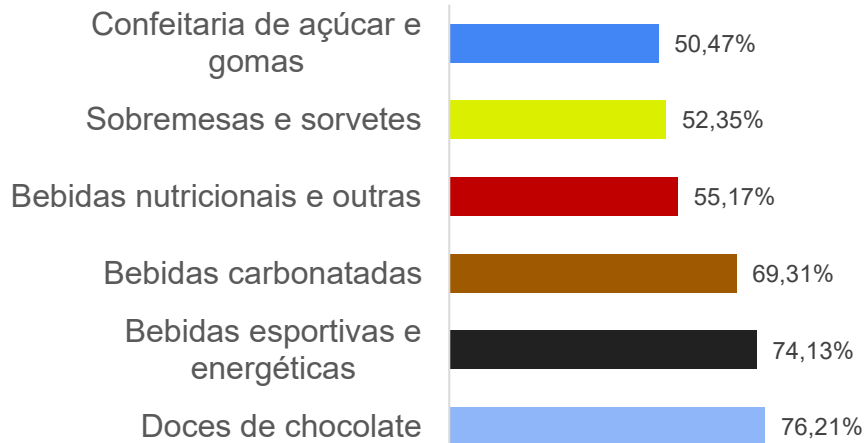 Confeitaria de açúcar e
gomas
50,47%
Sobremesas e sorvetes
52,35%
Bebidas nutricionais e outras
55,17%
Bebidas carbonatadas
69,31%
Bebidas esportivas e
energéticas
74,13%
Doces de chocolate
76,21%